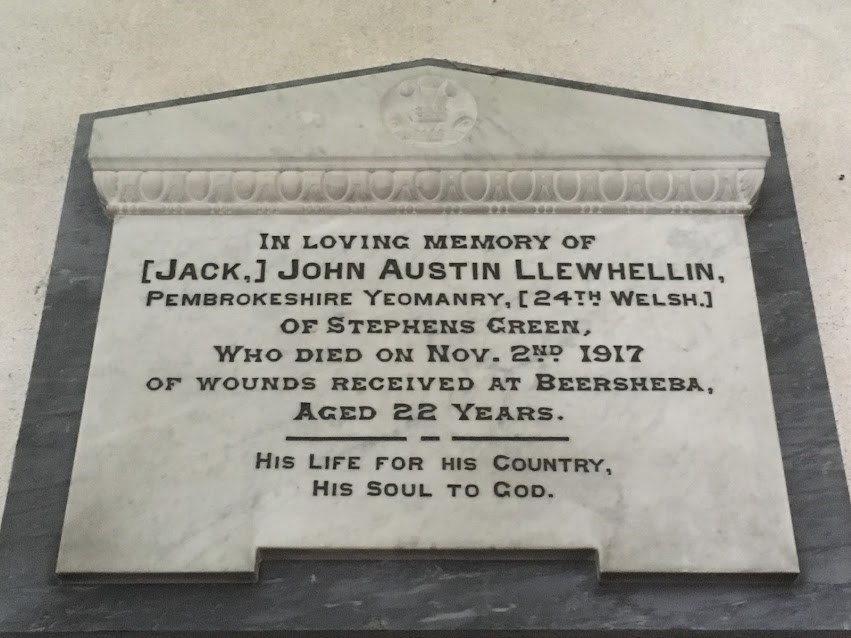 IN LOVING MEMORY OF
[JACK,] JOHN AUSTIN LLEWHELLIN,
PEMBROKESHIRE YEOMANRY, [24TH WELSH.]
OF STEPHENS GREEN,
WHO DIED ON NOV. 2ND 1917
OF WOUNDS RECEIVED AT BEERSHEBA,
AGED 22 YEARS.
HIS LIFE FOR HIS COUNTRY,
HIS SOUL TO GOD.